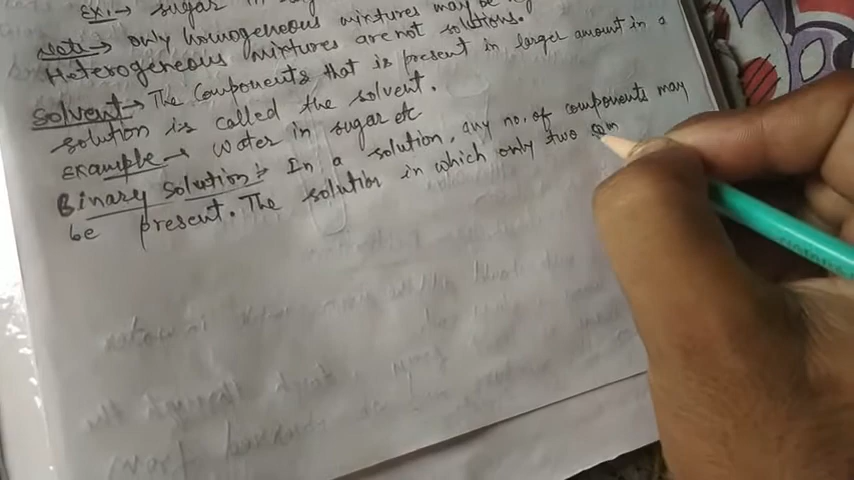 Ex:→ sugar in
Note→ only homogeneous mixtures may be
Heterogeneous mixtures are not solutions.
Solvent→ The components that is present in larger amount in a
solution is called the solvent.
Example→ water in sugar etc
Binary Solution:- In a solution, any no. of components may
be present. The solution in which only two com